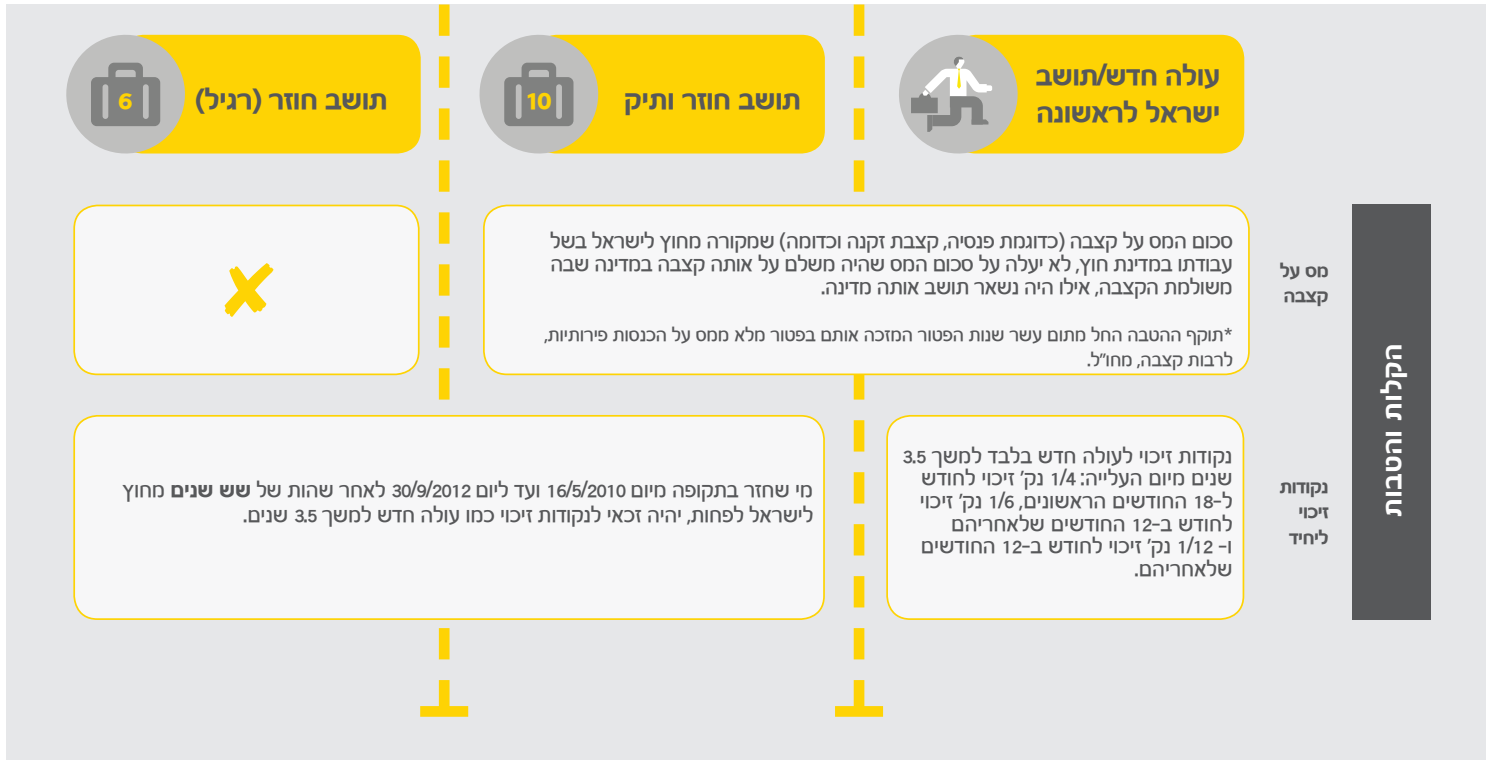 עולה חדש/תושב
ישראל לראשונה
תושב חוזר ותיק
10
תושב חוזר (רגיל)
6
הקלות והטבות
מס על
קצבה
סכום המס על קצבה (כדוגמת פנסיה, קצבת זקנה וכדומה) שמקורה מחוץ לישראל בשל
עבודתו במדינת חוץ, לא יעלה על סכום המס שהיה משלם על אותה קצבה במדינה שבה
משולמת הקצבה, אילו היה נשאר תושב אותה מדינה.
*תוקף ההטבה החל מתום עשר שנות הפטור המזכה אותם בפטור מלא ממס על הכנסות פירותיות,
לרבות קצבה, מחו״ל.
נקודות
זיכוי
ליחיד
נקודות זיכוי לעולה חדש בלבד למשך 3.5
שנים מיום העלייה: 1/4 נק׳ זיכוי לחודש
ל-18 החודשים הראשונים, 1/6 נק׳ זיכוי
לחודש ב-12 החודשים שלאחריהם
ו- 1/12 נק׳ זיכוי לחודש ב-12 החודשים
שלאחריהם.
מי שחזר בתקופה מיום 16/5/2010 ועד ליום 30/9/2012 לאחר שהות של שש שנים מחוץ
לישראל לפחות, יהיה זכאי לנקודות זיכוי כמו עולה חדש למשך 3.5 שנים.